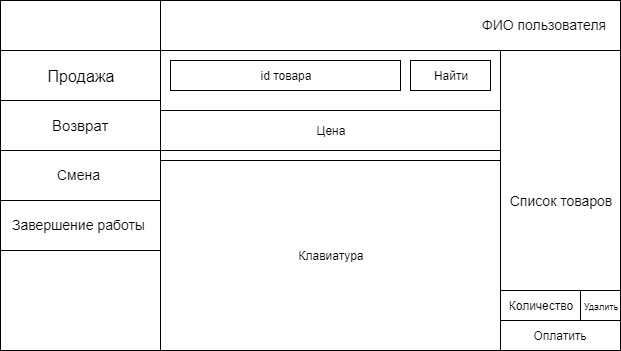 ФИО пользователя
Продажа
Возврат
Смена
Завершение работы
id товара
Найти
Цена
Клавиатура
Список товаров
Количество
Удалить
Оплатить